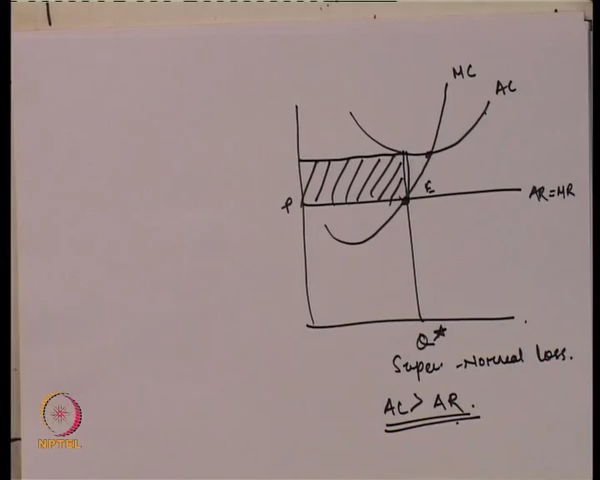 MC
AC
P
E
AR=MR
Q*
Super-Normal Loss.
AC > AR.
NPTEL